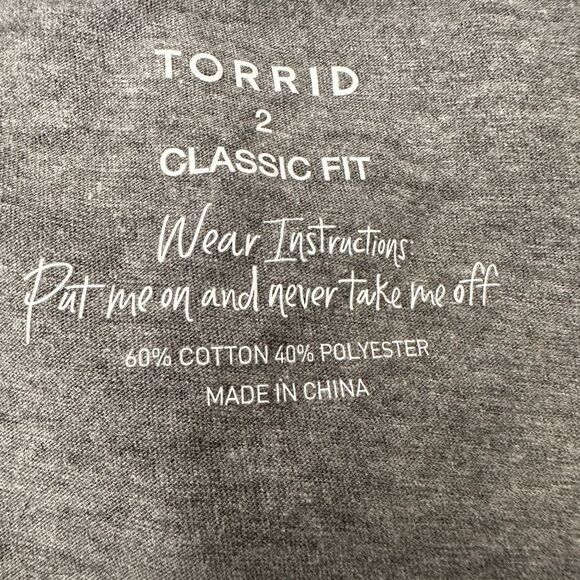 TORRID
2
CLASSIC FIT
Wear Instructions:
Put me on and never take me off
60% COTTON 40% POLYESTER
MADE IN CHINA